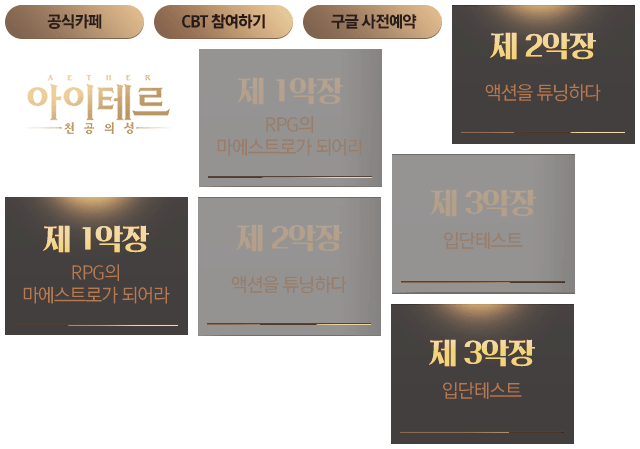 공식카페
CBT 참여하기
구글 사전예약
AETHER
아이테르
천공의성
제 1악장
RPG의
마에스트로가 되어라
제 2악장
액션을 튜닝하다
제 1악장
RPG의
마에스트로가 되어라
제 2악장
액션을 튜닝하다
제 3악장
입단테스트
제 3악장
입단테스트